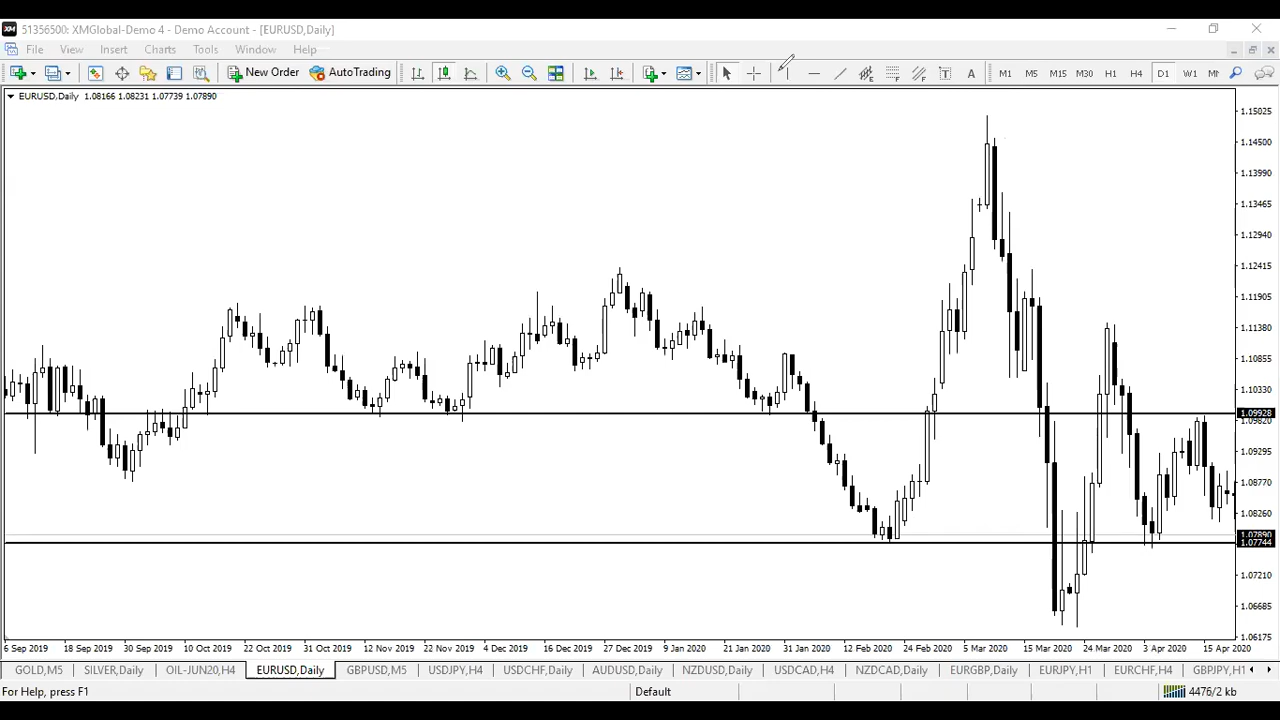 51356500: XMGlobal-Demo 4 - Demo Account - [EURUSD,Daily]
File View Insert Charts Tools Window Help
New Order AutoTrading T A M1 M5 M15 M30 H1 H4 D1 W1
EURUSD,Daily 1.08166 1.08231 1.07739 1.07890
1.15025
1.14500
1.13990
1.13465
1.12940
1.12415
1.11905
1.11380
1.10855
1.10330
1.09928
1.09820
1.09295
1.08770
1.08260
1.07890
1.07744
1.07210
1.06685
1.06175
6 Sep 2019 18 Sep 2019 30 Sep 2019 10 Oct 2019 22 Oct 2019 31 Oct 2019 12 Nov 2019 22 Nov 2019 4 Dec 2019 16 Dec 2019 27 Dec 2019 9 Jan 2020 21 Jan 2020 31 Jan 2020 12 Feb 2020 24 Feb 2020 5 Mar 2020 15 Mar 2020 24 Mar 2020 3 Apr 2020 15 Apr 2020
GOLD,M5 SILVER,Daily OIL-JUN20,H4 EURUSD,Daily GBPUSD,M5 USDJPY,H4 USDCHF,Daily AUDUSD,Daily NZDUSD,Daily USDCAD,H4 NZDCAD,Daily EURGBP,Daily EURJPY,H1 EURCHF,H4 GBPJPY,H1
For Help, press F1 Default 4476/2 kb